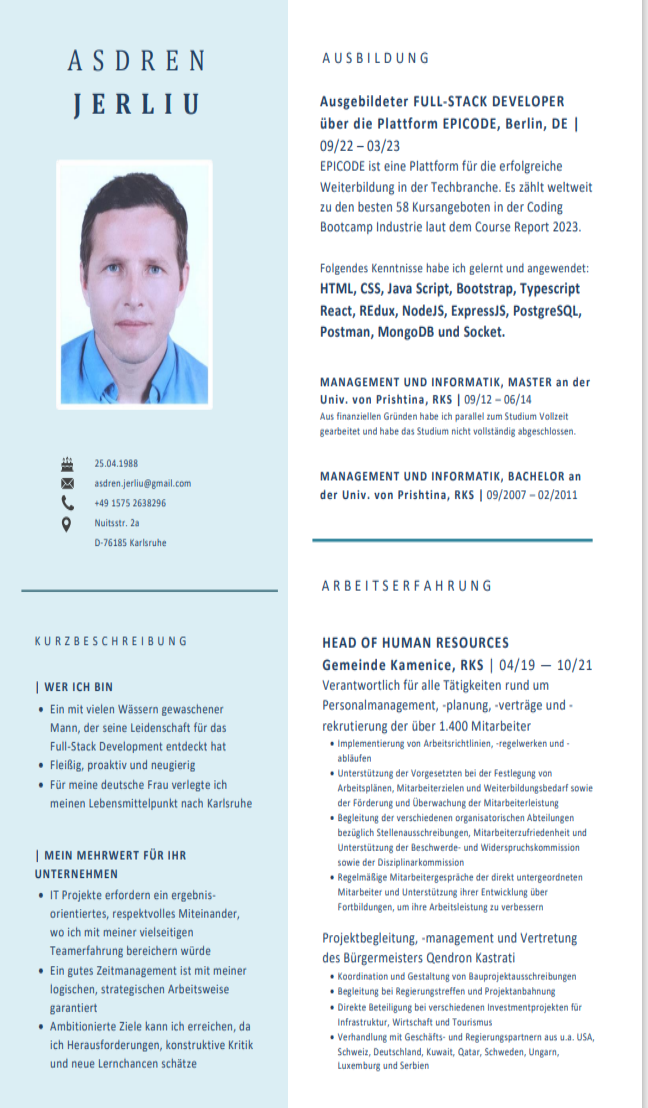 ASDREN
JERLIU
25.04.1988
asdren.jerliu@gmail.com
+49 1575 2638296
Nuitsstr. 2a
D-76185 Karlsruhe
KURZBESCHREIBUNG
| WER ICH BIN
• Ein mit vielen Wässern gewaschener
Mann, der seine Leidenschaft für das
Full-Stack Development entdeckt hat
• Fleißig, proaktiv und neugierig
• Für meine deutsche Frau verlegte ich
meinen Lebensmittelpunkt nach Karlsruhe
| MEIN MEHRWERT FÜR IHR
UNTERNEHMEN
• IT Projekte erfordern ein ergebnis-
orientiertes, respektvolles Miteinander,
wo ich mit meiner vielseitigen
Teamerfahrung bereichern würde
• Ein gutes Zeitmanagement ist mit meiner
logischen, strategischen Arbeitsweise
garantiert
• Ambitionierte Ziele kann ich erreichen, da
ich Herausforderungen, konstruktive Kritik
und neue Lernchancen schätze
AUSBILDUNG
Ausgebildeter FULL-STACK DEVELOPER
über die Plattform EPICODE, Berlin, DE |
09/22 – 03/23
EPICODE ist eine Plattform für die erfolgreiche
Weiterbildung in der Techbranche. Es zählt weltweit
zu den besten 58 Kursangeboten in der Coding
Bootcamp Industrie laut dem Course Report 2023.
Folgendes Kenntnisse habe ich gelernt und angewendet:
HTML, CSS, Java Script, Bootstrap, Typescript
React, REdux, NodeJS, ExpressJS, PostgreSQL,
Postman, MongoDB und Socket.
MANAGEMENT UND INFORMATIK, MASTER an der
Univ. von Prishtina, RKS | 09/12 – 06/14
Aus finanziellen Gründen habe ich parallel zum Studium Vollzeit
gearbeitet und habe das Studium nicht vollständig abgeschlossen.
MANAGEMENT UND INFORMATIK, BACHELOR an
der Univ. von Prishtina, RKS | 09/2007 – 02/2011
ARBEITSERFAHRUNG
HEAD OF HUMAN RESOURCES
Gemeinde Kamenice, RKS | 04/19 — 10/21
Verantwortlich für alle Tätigkeiten rund um
Personalmanagement, -planung, -verträge und -
rekrutierung der über 1.400 Mitarbeiter
• Implementierung von Arbeitsrichtlinien, -regelwerken und -
abläufen
• Unterstützung der Vorgesetzten bei der Festlegung von
Arbeitsplänen, Mitarbeiterzielen und Weiterbildungsbedarf sowie
der Förderung und Überwachung der Mitarbeiterleistung
• Begleitung der verschiedenen organisatorischen Abteilungen
bezüglich Stellenausschreibungen, Mitarbeiterzufriedenheit und
Unterstützung der Beschwerde- und Widerspruchskommission
sowie der Disziplinarkommission
• Regelmäßige Mitarbeitergespräche der direkt untergeordneten
Mitarbeiter und Unterstützung ihrer Entwicklung über
Fortbildungen, um ihre Arbeitsleistung zu verbessern
Projektbegleitung, -management und Vertretung
des Bürgermeisters Qendron Kastrati
• Koordination und Gestaltung von Bauprojektausschreibungen
• Begleitung bei Regierungstreffen und Projektanbahnung
• Direkte Beteiligung bei verschiedenen Investmentprojekten für
Infrastruktur, Wirtschaft und Tourismus
• Verhandlung mit Geschäfts- und Regierungspartnern aus u.a. USA,
Schweiz, Deutschland, Kuwait, Qatar, Schweden, Ungarn,
Luxemburg und Serbien